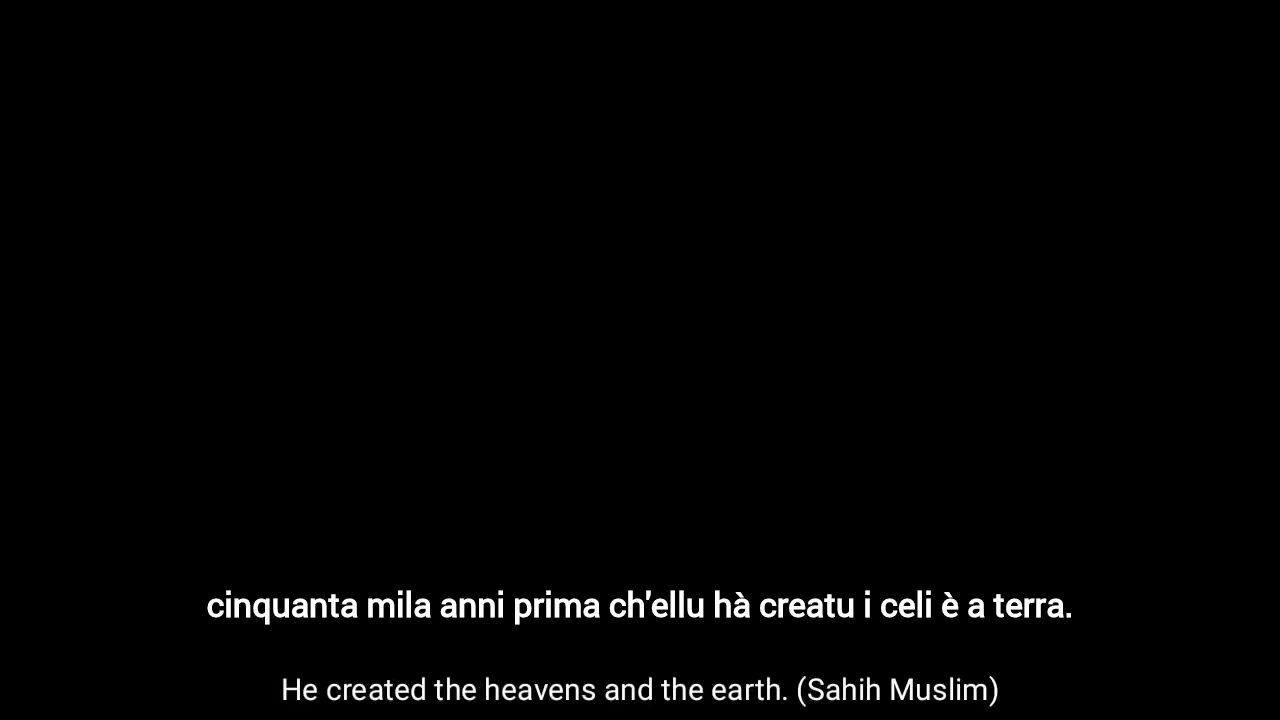 cinquanta mila anni prima ch'ellu hà creatu i celi è a terra.
He created the heavens and the earth. (Sahih Muslim)